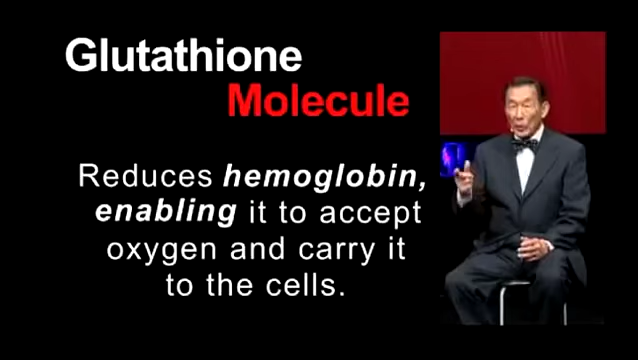 Glutathione
Molecule
Reduces hemoglobin,
enabling it to accept
oxygen and carry it
to the cells.